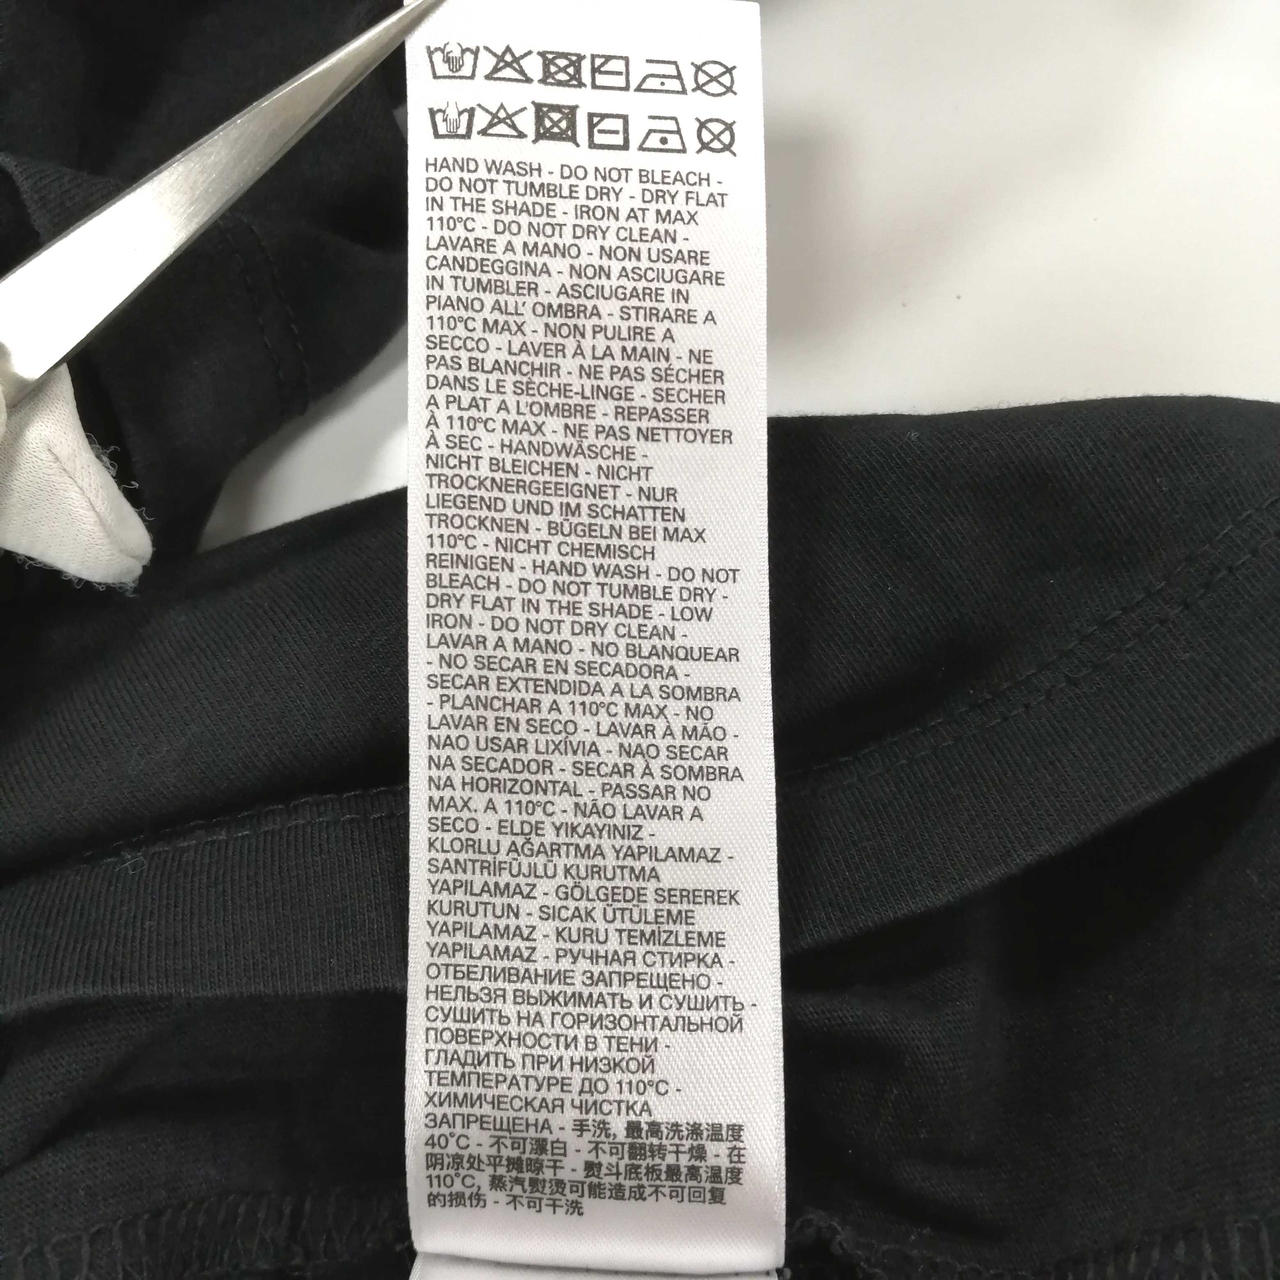 HAND WASH - DO NOT BLEACH -
DO NOT TUMBLE DRY - DRY FLAT
IN THE SHADE - IRON AT MAX
110°C - DO NOT DRY CLEAN -
LAVARE A MANO - NON USARE
CANDEGGINA - NON ASCIUGARE
IN TUMBLER - ASCIUGARE IN
PIANO ALL' OMBRA - STIRARE A
110°C MAX - NON PULIRE A
SECCO - LAVER À LA MAIN - NE
PAS BLANCHIR - NE PAS SÉCHER
DANS LE SÈCHE-LINGE - SECHER
A PLAT A L'OMBRE - REPASSER
À 110°C MAX - NE PAS NETTOYER
À SEC - HANDWÄSCHE -
NICHT BLEICHEN - NICHT
TROCKNERGEEIGNET - NUR
LIEGEND UND IM SCHATTEN
TROCKNEN - BÜGELN BEI MAX
110°C - NICHT CHEMISCH
REINIGEN - HAND WASH - DO NOT
BLEACH - DO NOT TUMBLE DRY -
DRY FLAT IN THE SHADE - LOW
IRON - DO NOT DRY CLEAN -
LAVAR A MANO - NO BLANQUEAR
- NO SECAR EN SECADORA -
SECAR EXTENDIDA A LA SOMBRA
- PLANCHAR A 110°C MAX - NO
LAVAR EN SECO - LAVAR À MÃO -
NAO USAR LIXÍVIA - NAO SECAR
NA SECADOR - SECAR À SOMBRA
NA HORIZONTAL - PASSAR NO
MAX. A 110°C - NÃO LAVAR A
SECO - ELDE YIKAYINIZ -
KLORLU AĞARTMA YAPILAMAZ -
SANTRİFÜJLÜ KURUTMA
YAPILAMAZ - GÖLGEDE SEREREK
KURUTUN - SICAK ÜTÜLEME
YAPILAMAZ - KURU TEMİZLEME
YAPILAMAZ - РУЧНАЯ СТИРКА -
ОТБЕЛИВАНИЕ ЗАПРЕЩЕНО -
НЕЛЬЗЯ ВЫЖИМАТЬ И СУШИТЬ -
СУШИТЬ НА ГОРИЗОНТАЛЬНОЙ
ПОВЕРХНОСТИ В ТЕНИ -
ГЛАДИТЬ ПРИ НИЗКОЙ
ТЕМПЕРАТУРЕ ДО 110°C -
ХИМИЧЕСКАЯ ЧИСТКА
ЗАПРЕЩЕНА - 手洗, 最高洗涤温度
40°C - 不可漂白 - 不可翻转干燥 - 在
阴凉处平摊晾干 - 熨斗底板最高温度
110°C, 蒸汽熨烫可能造成不可回复
的损伤 - 不可干洗